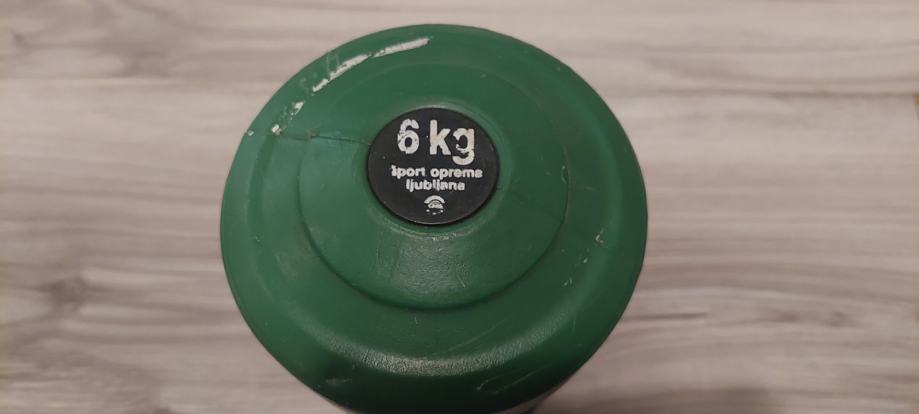 6 kg
šport oprema
ljubljana